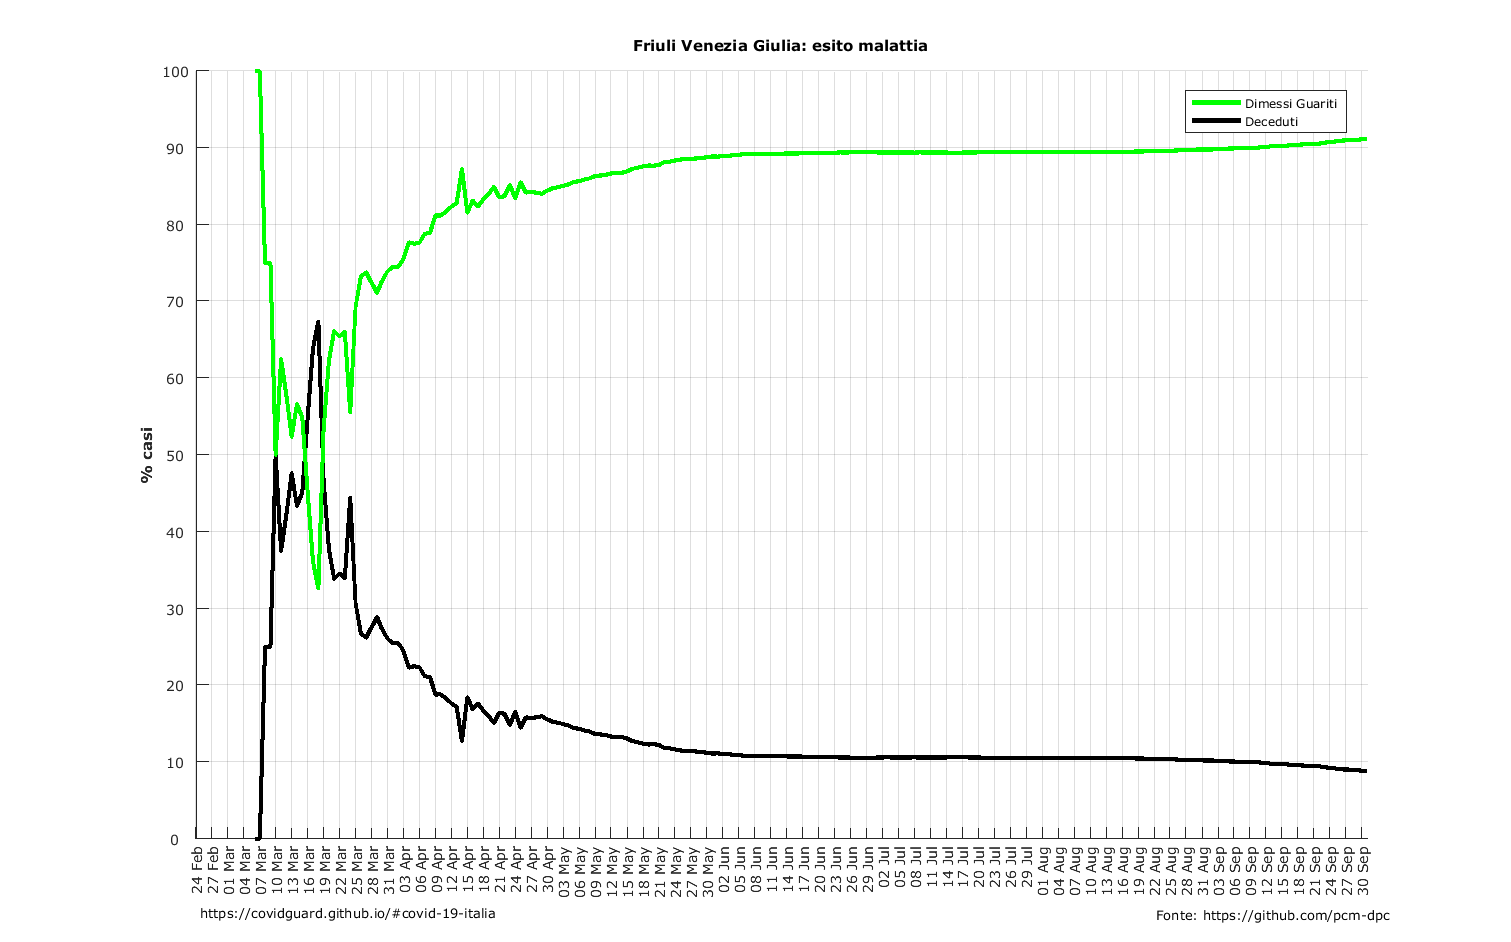 Friuli Venezia Giulia: esito malattia
Dimessi Guariti
Deceduti
% casi
100
90
80
70
60
50
40
30
20
10
0
24 Feb
27 Feb
01 Mar
04 Mar
07 Mar
10 Mar
13 Mar
16 Mar
19 Mar
22 Mar
25 Mar
28 Mar
31 Mar
03 Apr
06 Apr
09 Apr
12 Apr
15 Apr
18 Apr
21 Apr
24 Apr
27 Apr
30 Apr
03 May
06 May
09 May
12 May
15 May
18 May
21 May
24 May
27 May
30 May
02 Jun
05 Jun
08 Jun
11 Jun
14 Jun
17 Jun
20 Jun
23 Jun
26 Jun
29 Jun
02 Jul
05 Jul
08 Jul
11 Jul
14 Jul
17 Jul
20 Jul
23 Jul
26 Jul
29 Jul
01 Aug
04 Aug
07 Aug
10 Aug
13 Aug
16 Aug
19 Aug
22 Aug
25 Aug
28 Aug
31 Aug
03 Sep
06 Sep
09 Sep
12 Sep
15 Sep
18 Sep
21 Sep
24 Sep
27 Sep
30 Sep
https://covidguard.github.io/#covid-19-italia
Fonte: https://github.com/pcm-dpc